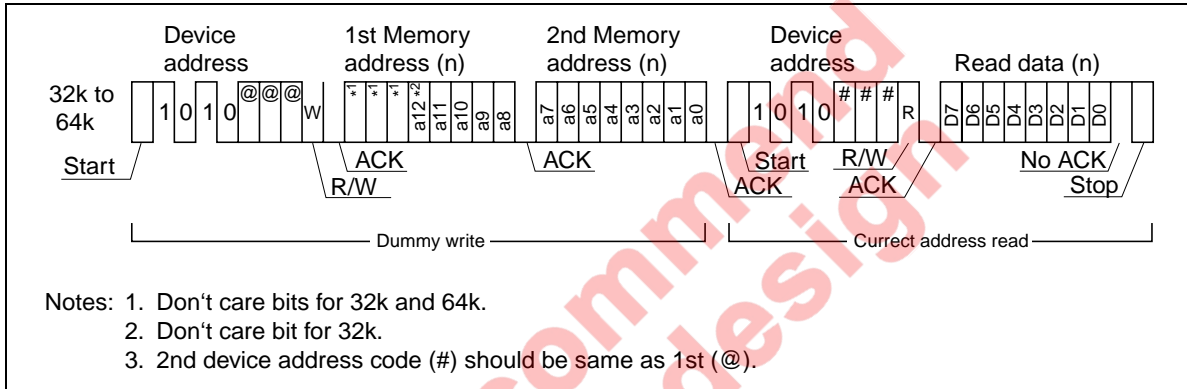 Device address
1st Memory address (n)
2nd Memory address (n)
Device address
Read data (n)
32k to 64k
1 0 1 0 @ @ @ W
*1 *1 *1 a12 *2 a11 a10 a9 a8
a7 a6 a5 a4 a3 a2 a1 a0
1 0 1 0 # # # R
D7 D6 D5 D4 D3 D2 D1 D0
Start
R/W
ACK
ACK
ACK
Start
R/W
ACK
No ACK
Stop
Dummy write
Currect address read
Notes: 1. Don't care bits for 32k and 64k.
2. Don't care bit for 32k.
3. 2nd device address code (#) should be same as 1st (@).
commend
design